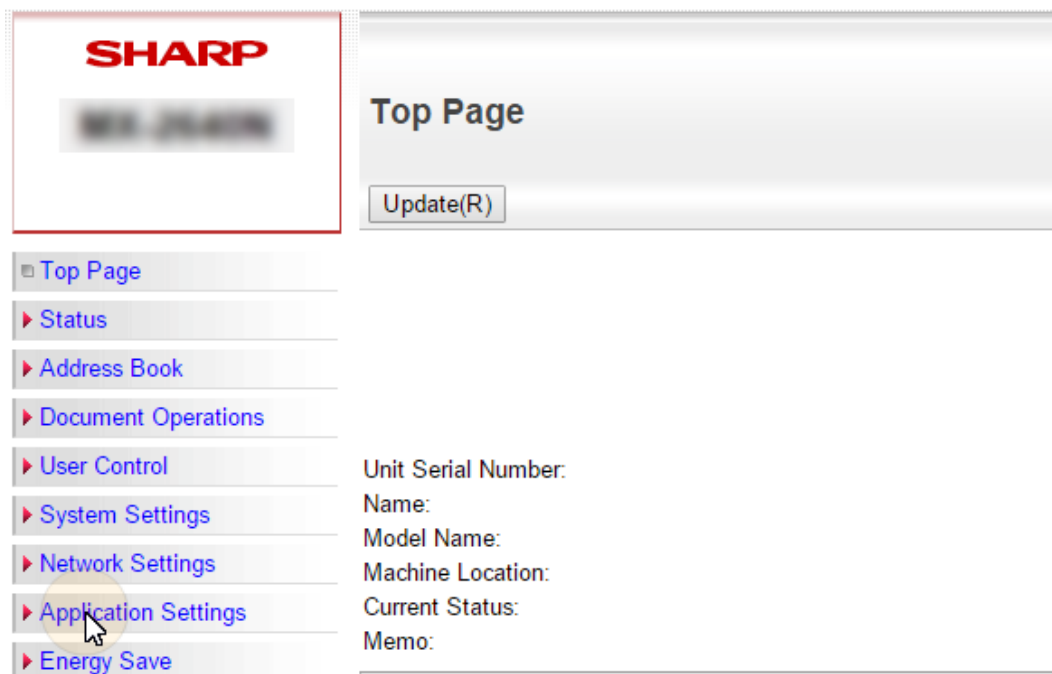 SHARP
Top Page
Update(R)
Top Page
Status
Address Book
Document Operations
User Control
System Settings
Network Settings
Application Settings
Energy Save
Unit Serial Number:
Name:
Model Name:
Machine Location:
Current Status:
Memo: